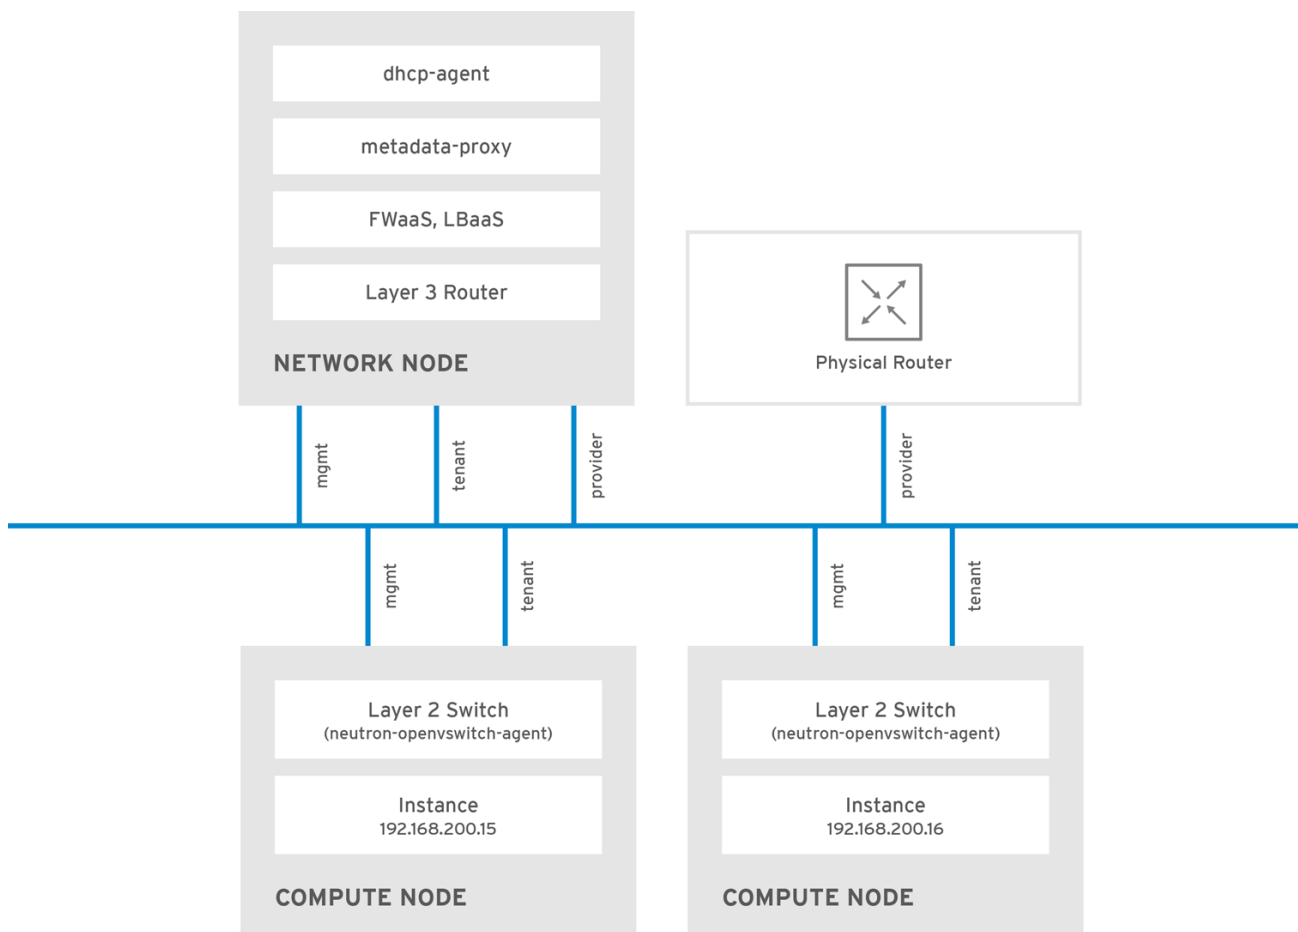 dhcp-agent
metadata-proxy
FWaaS, LBaaS
Layer 3 Router
NETWORK NODE
Physical Router
mgmt
tenant
provider
provider
mgmt
tenant
mgmt
tenant
Layer 2 Switch
(neutron-openvswitch-agent)
Instance
192.168.200.15
COMPUTE NODE
Layer 2 Switch
(neutron-openvswitch-agent)
Instance
192.168.200.16
COMPUTE NODE